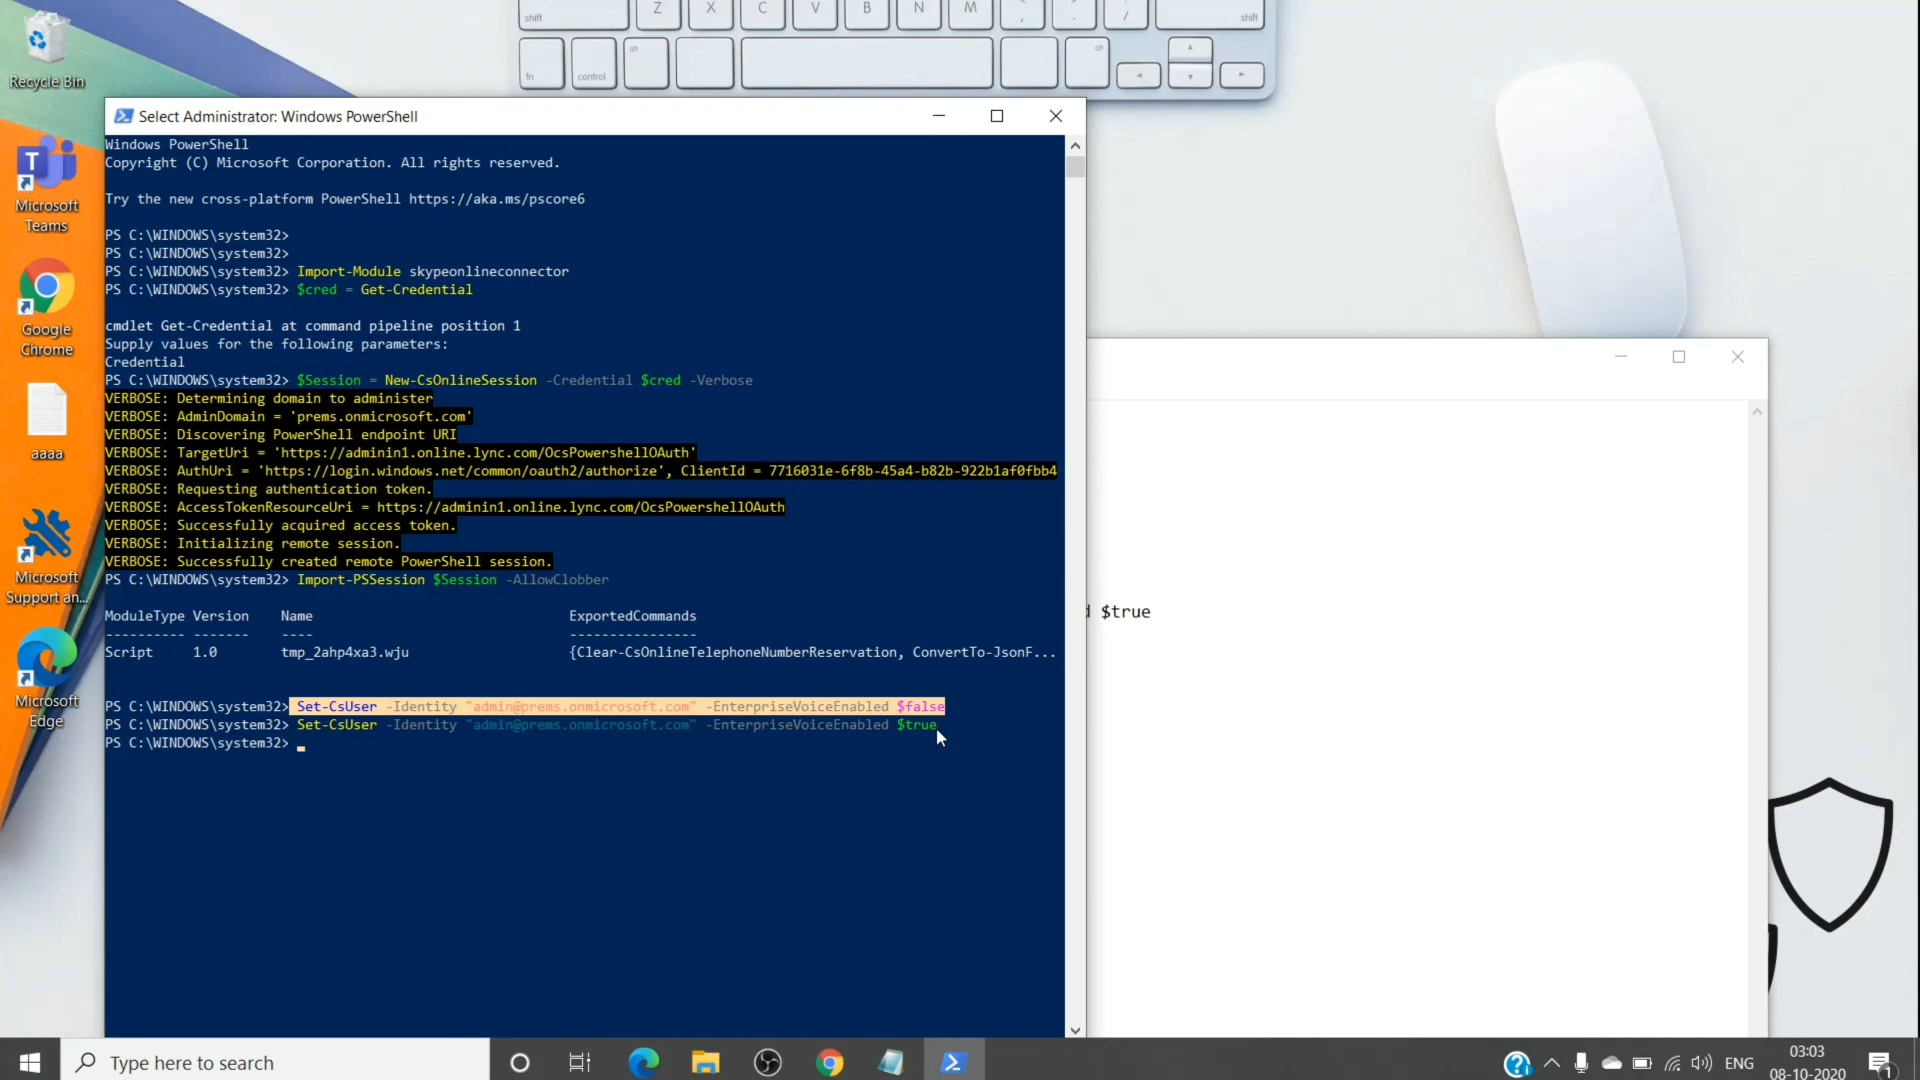 shift Z X C V B N M , . / shift
fn control alt alt
Recycle Bin
Microsoft Teams
Google Chrome
aaaa
Microsoft Support an...
Microsoft Edge
Select Administrator: Windows PowerShell
Windows PowerShell
Copyright (C) Microsoft Corporation. All rights reserved.
Try the new cross-platform PowerShell https://aka.ms/pscore6
PS C:\WINDOWS\system32>
PS C:\WINDOWS\system32>
PS C:\WINDOWS\system32> Import-Module skypeonlineconnector
PS C:\WINDOWS\system32> $cred = Get-Credential
cmdlet Get-Credential at command pipeline position 1
Supply values for the following parameters:
Credential
PS C:\WINDOWS\system32> $Session = New-CsOnlineSession -Credential $cred -Verbose
VERBOSE: Determining domain to administer
VERBOSE: AdminDomain = 'prems.onmicrosoft.com'
VERBOSE: Discovering PowerShell endpoint URI
VERBOSE: TargetUri = 'https://adminin1.online.lync.com/OcsPowershellOAuth'
VERBOSE: AuthUri = 'https://login.windows.net/common/oauth2/authorize', ClientId = 7716031e-6f8b-45a4-b82b-922b1af0fbb4
VERBOSE: Requesting authentication token.
VERBOSE: AccessTokenResourceUri = https://adminin1.online.lync.com/OcsPowershellOAuth
VERBOSE: Successfully acquired access token.
VERBOSE: Initializing remote session.
VERBOSE: Successfully created remote PowerShell session.
PS C:\WINDOWS\system32> Import-PSSession $Session -AllowClobber
ModuleType Version    Name                                ExportedCommands
---------- -------    ----                                ----------------
Script     1.0        tmp_2ahp4xa3.wju                    {Clear-CsOnlineTelephoneNumberReservation, ConvertTo-JsonF...
PS C:\WINDOWS\system32> Set-CsUser -Identity "admin@prems.onmicrosoft.com" -EnterpriseVoiceEnabled $false
PS C:\WINDOWS\system32> Set-CsUser -Identity "admin@prems.onmicrosoft.com" -EnterpriseVoiceEnabled $true
PS C:\WINDOWS\system32>
d $true
Type here to search
ENG
03:03
08-10-2020
1